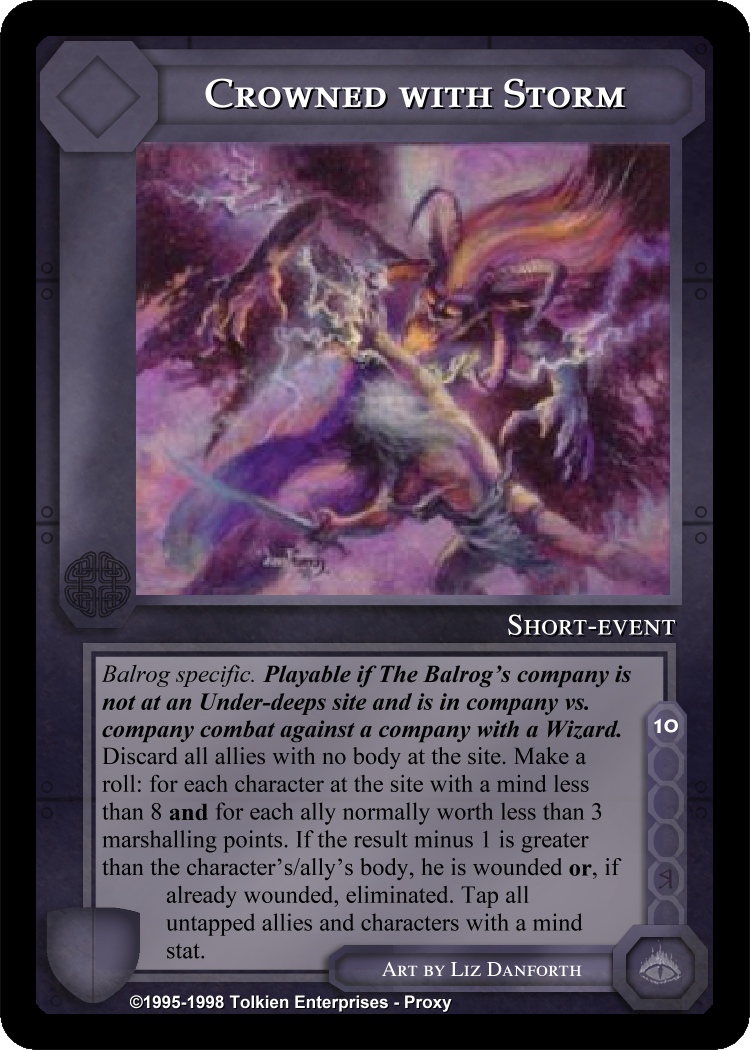 Crowned with Storm
Short-event
Balrog specific. Playable if The Balrog's company is
not at an Under-deeps site and is in company vs.
company combat against a company with a Wizard.
Discard all allies with no body at the site. Make a
roll: for each character at the site with a mind less
than 8 and for each ally normally worth less than 3
marshalling points. If the result minus 1 is greater
than the character's/ally's body, he is wounded or, if
already wounded, eliminated. Tap all
untapped allies and characters with a mind
stat.
10
Art by Liz Danforth
©1995-1998 Tolkien Enterprises - Proxy